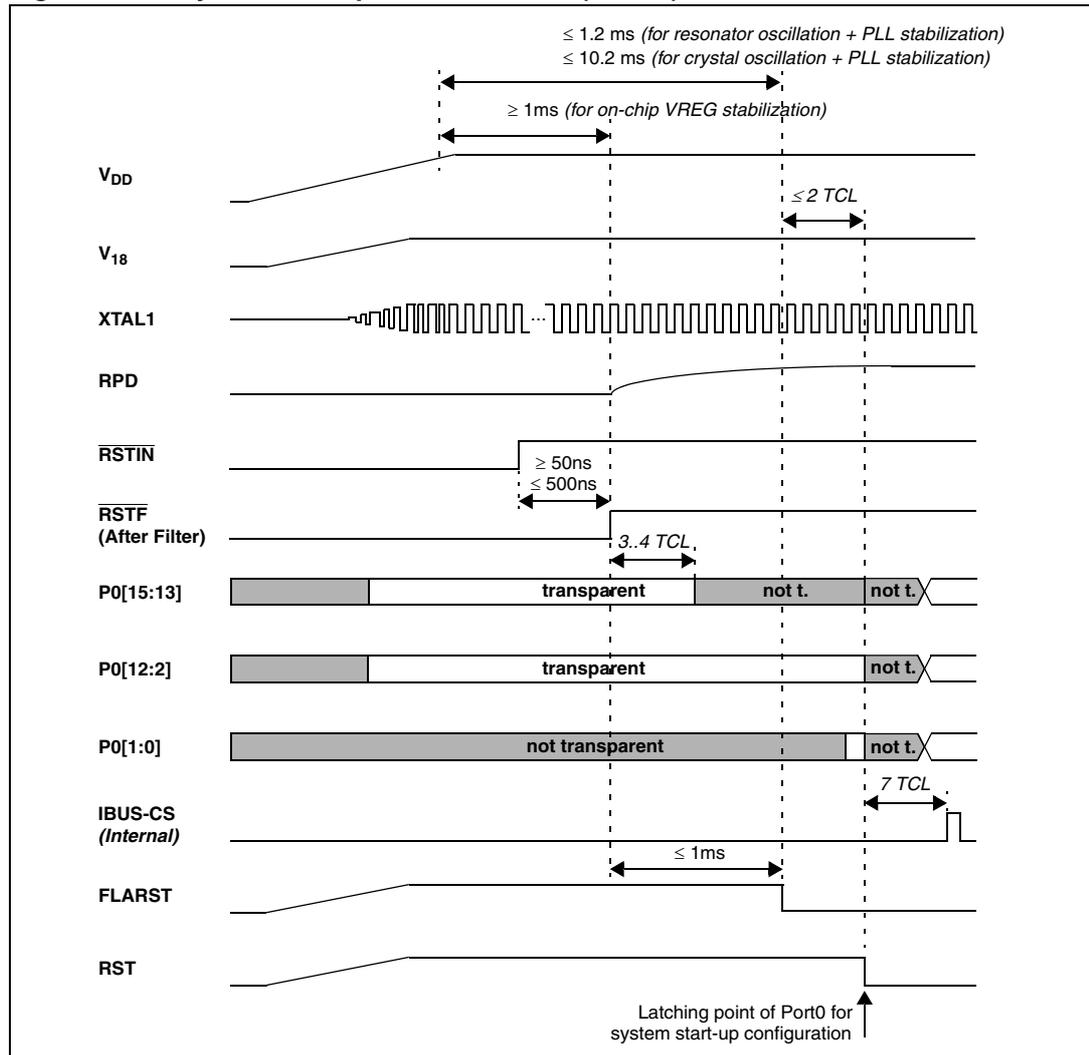 ≤ 1.2 ms (for resonator oscillation + PLL stabilization)
≤ 10.2 ms (for crystal oscillation + PLL stabilization)
≥ 1ms (for on-chip VREG stabilization)
VDD
≤ 2 TCL
V18
XTAL1
...
RPD
RSTIN
≥ 50ns
≤ 500ns
RSTF
(After Filter)
3..4 TCL
P0[15:13]
transparent
not t.
not t.
P0[12:2]
transparent
not t.
P0[1:0]
not transparent
not t.
7 TCL
IBUS-CS
(Internal)
≤ 1ms
FLARST
RST
Latching point of Port0 for
system start-up configuration